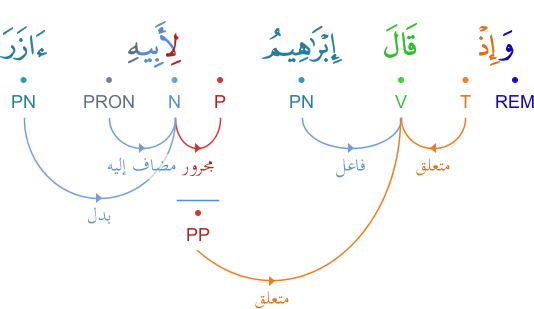 وَإِذْ قَالَ إِبْرَٰهِيمُ لِأَبِيهِ ءَازَرَ
REM T V PN P N PRON PN
متعلق فاعل مجرور مضاف إليه
بدل
PP
متعلق